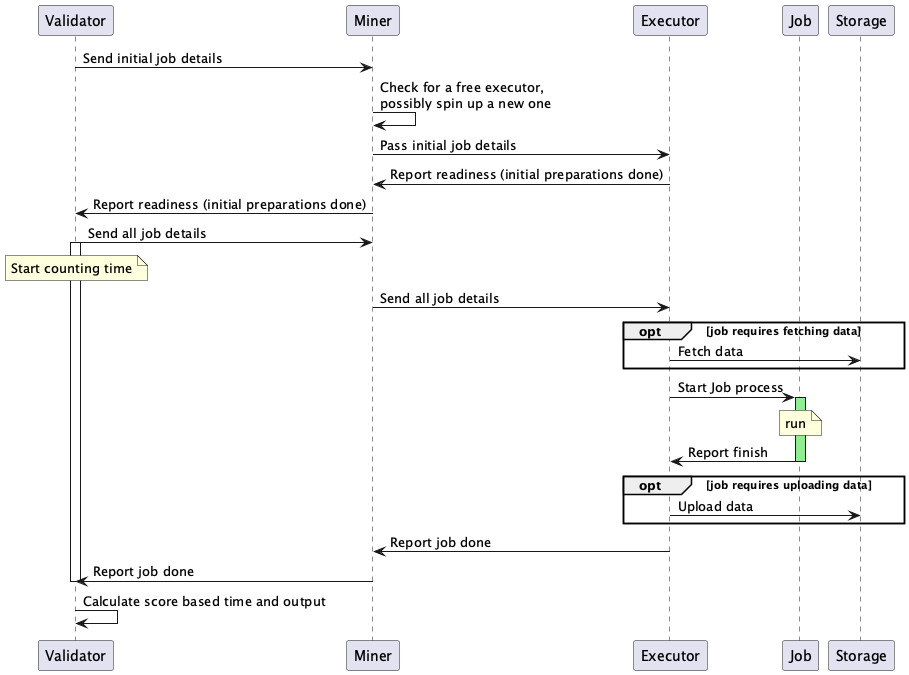 Validator Miner Executor Job Storage
Send initial job details
Check for a free executor,
possibly spin up a new one
Pass initial job details
Report readiness (initial preparations done)
Report readiness (initial preparations done)
Send all job details
Start counting time
Send all job details
opt [job requires fetching data]
Fetch data
Start Job process
run
Report finish
opt [job requires uploading data]
Upload data
Report job done
Report job done
Calculate score based time and output
Validator Miner Executor Job Storage